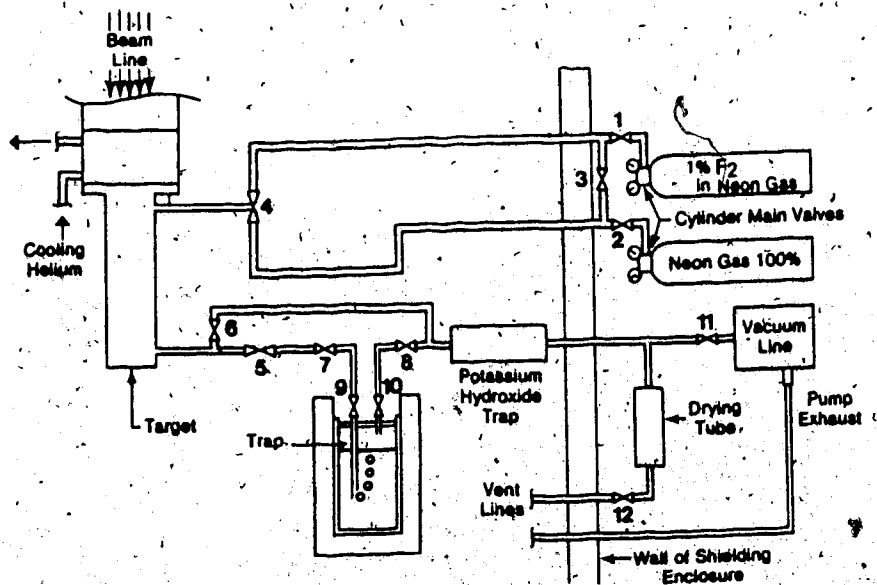 Beam
Line
1
1% F2
in Neon Gas
3
Cylinder Main Valves
4
2
Cooling
Helium
Neon Gas 100%
6
11
Vacuum
Line
5
7
8
Potassium
Hydroxide
Trap
9
10
Pump
Exhaust
Target
Trap
Drying
Tube
Vent
Lines
12
Wall of Shielding
Enclosure